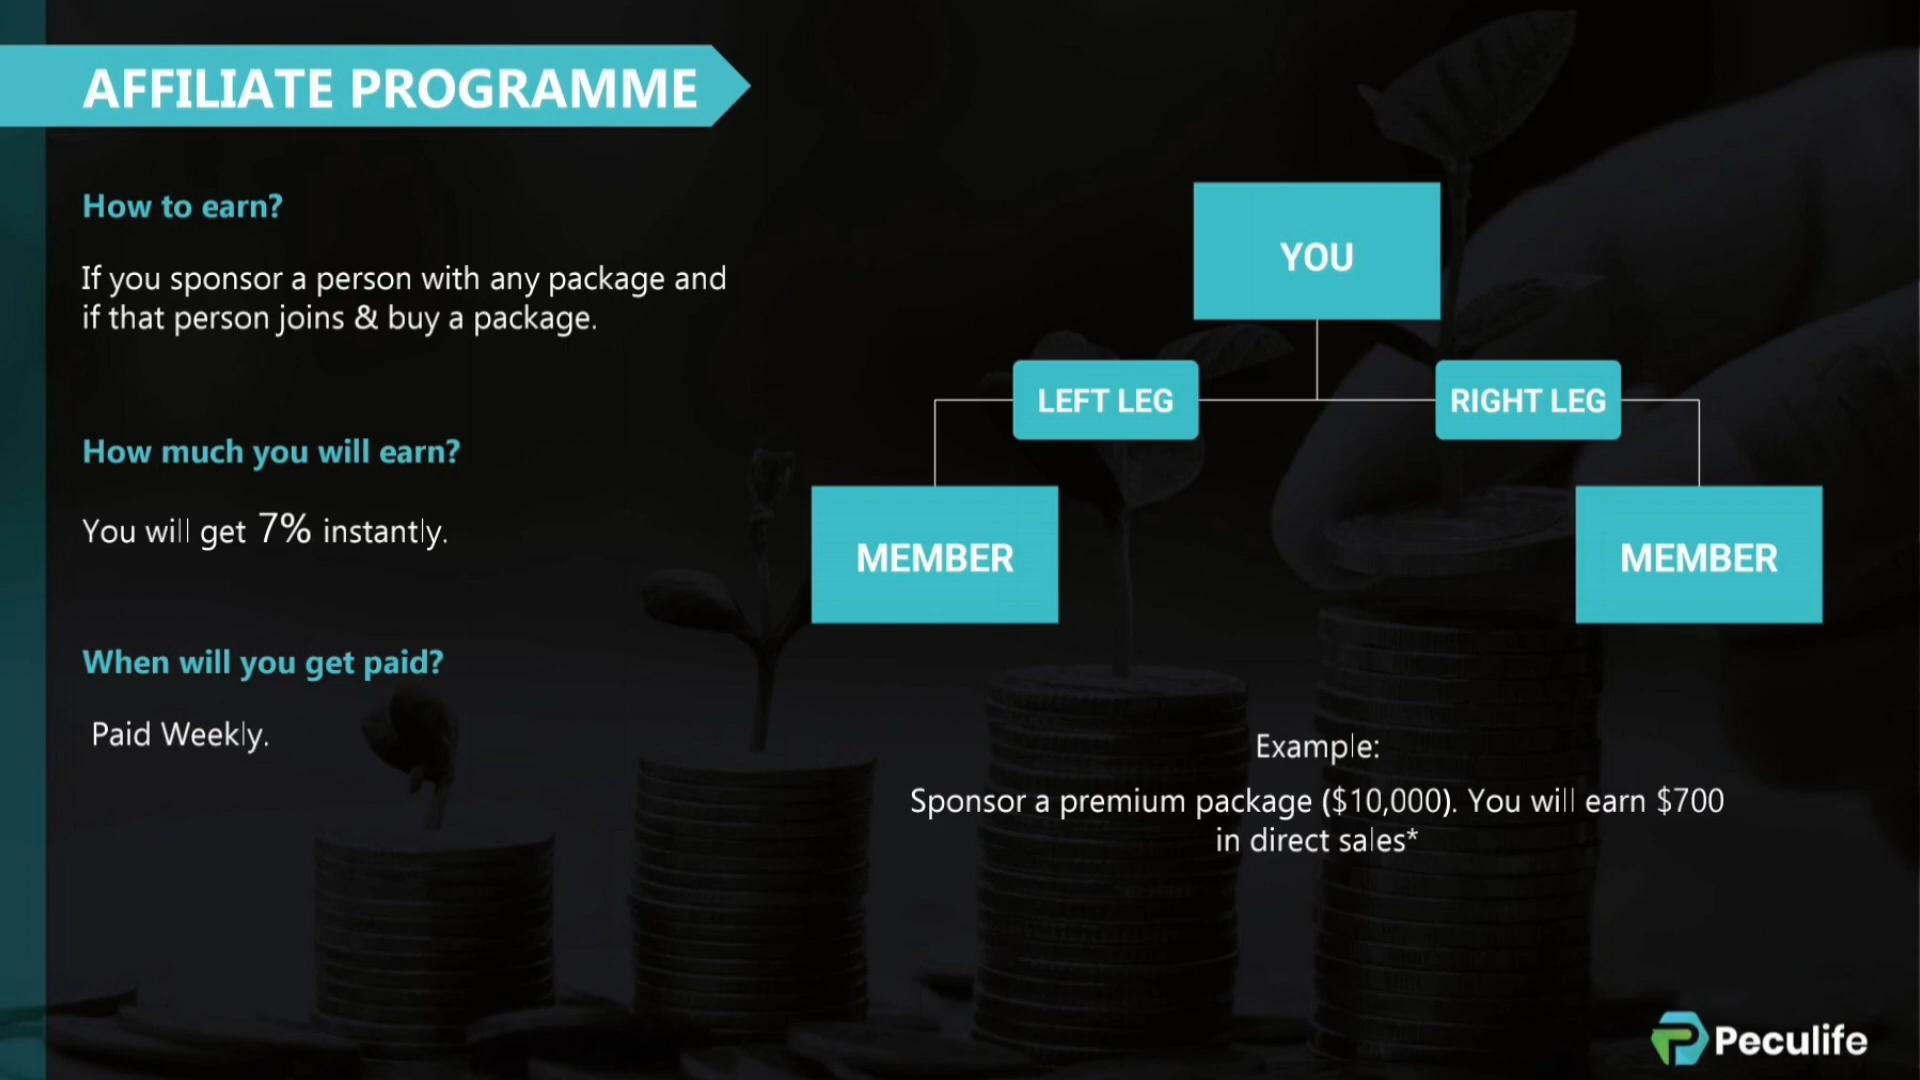 AFFILIATE PROGRAMME
How to earn?
If you sponsor a person with any package and
if that person joins & buy a package.
How much you will earn?
You will get 7% instantly.
When will you get paid?
Paid Weekly.
YOU
LEFT LEG
RIGHT LEG
MEMBER
MEMBER
Example:
Sponsor a premium package ($10,000). You will earn $700
in direct sales*
Peculife